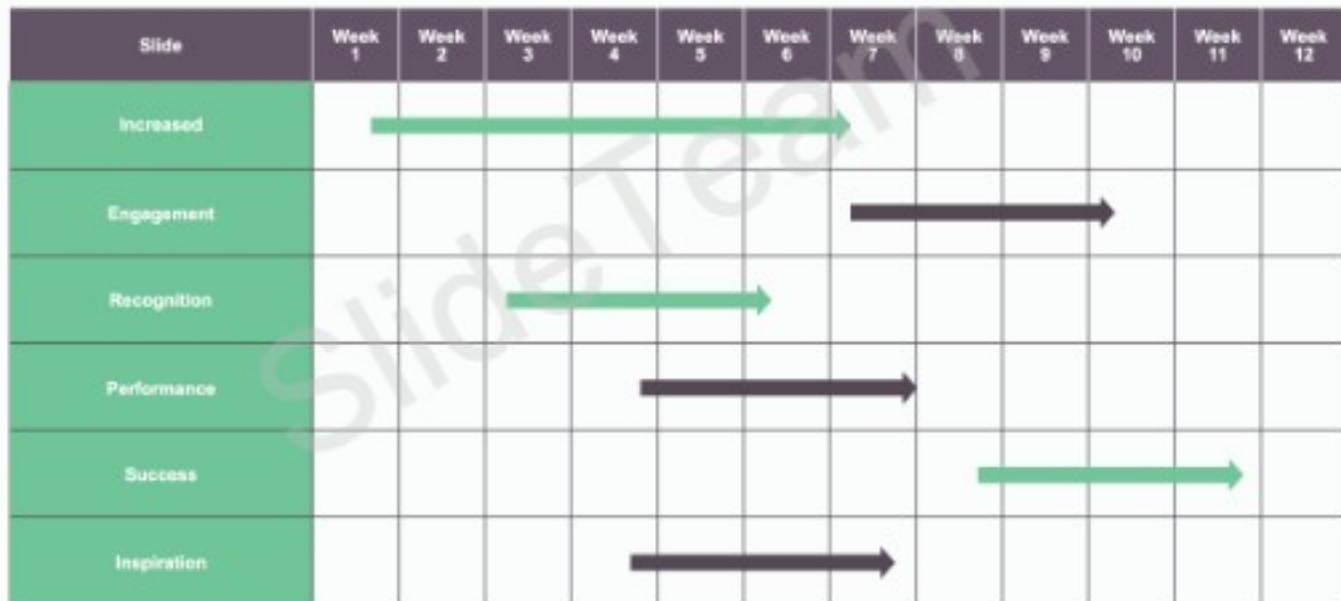 Slide
Week
1
Week
2
Week
3
Week
4
Week
5
Week
6
Week
7
Week
8
Week
9
Week
10
Week
11
Week
12
Increased
Engagement
Recognition
Performance
Success
Inspiration
SlideTeam